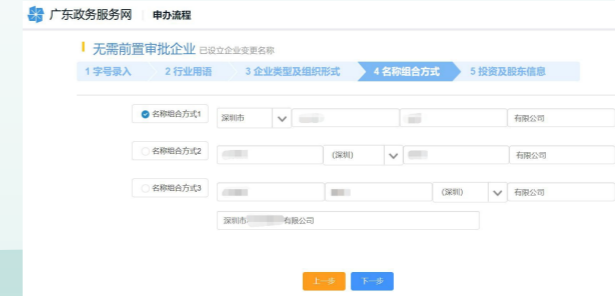 广东政务服务网 申办流程
无需前置审批企业 已设立企业变更名称
1 字号录入 2 行业用语 3 企业类型及组织形式 4 名称组合方式 5 投资及股东信息
名称组合方式1 深圳市 有限公司
名称组合方式2 (深圳) 有限公司
名称组合方式3 (深圳) 有限公司
深圳市 有限公司
上一步 下一步